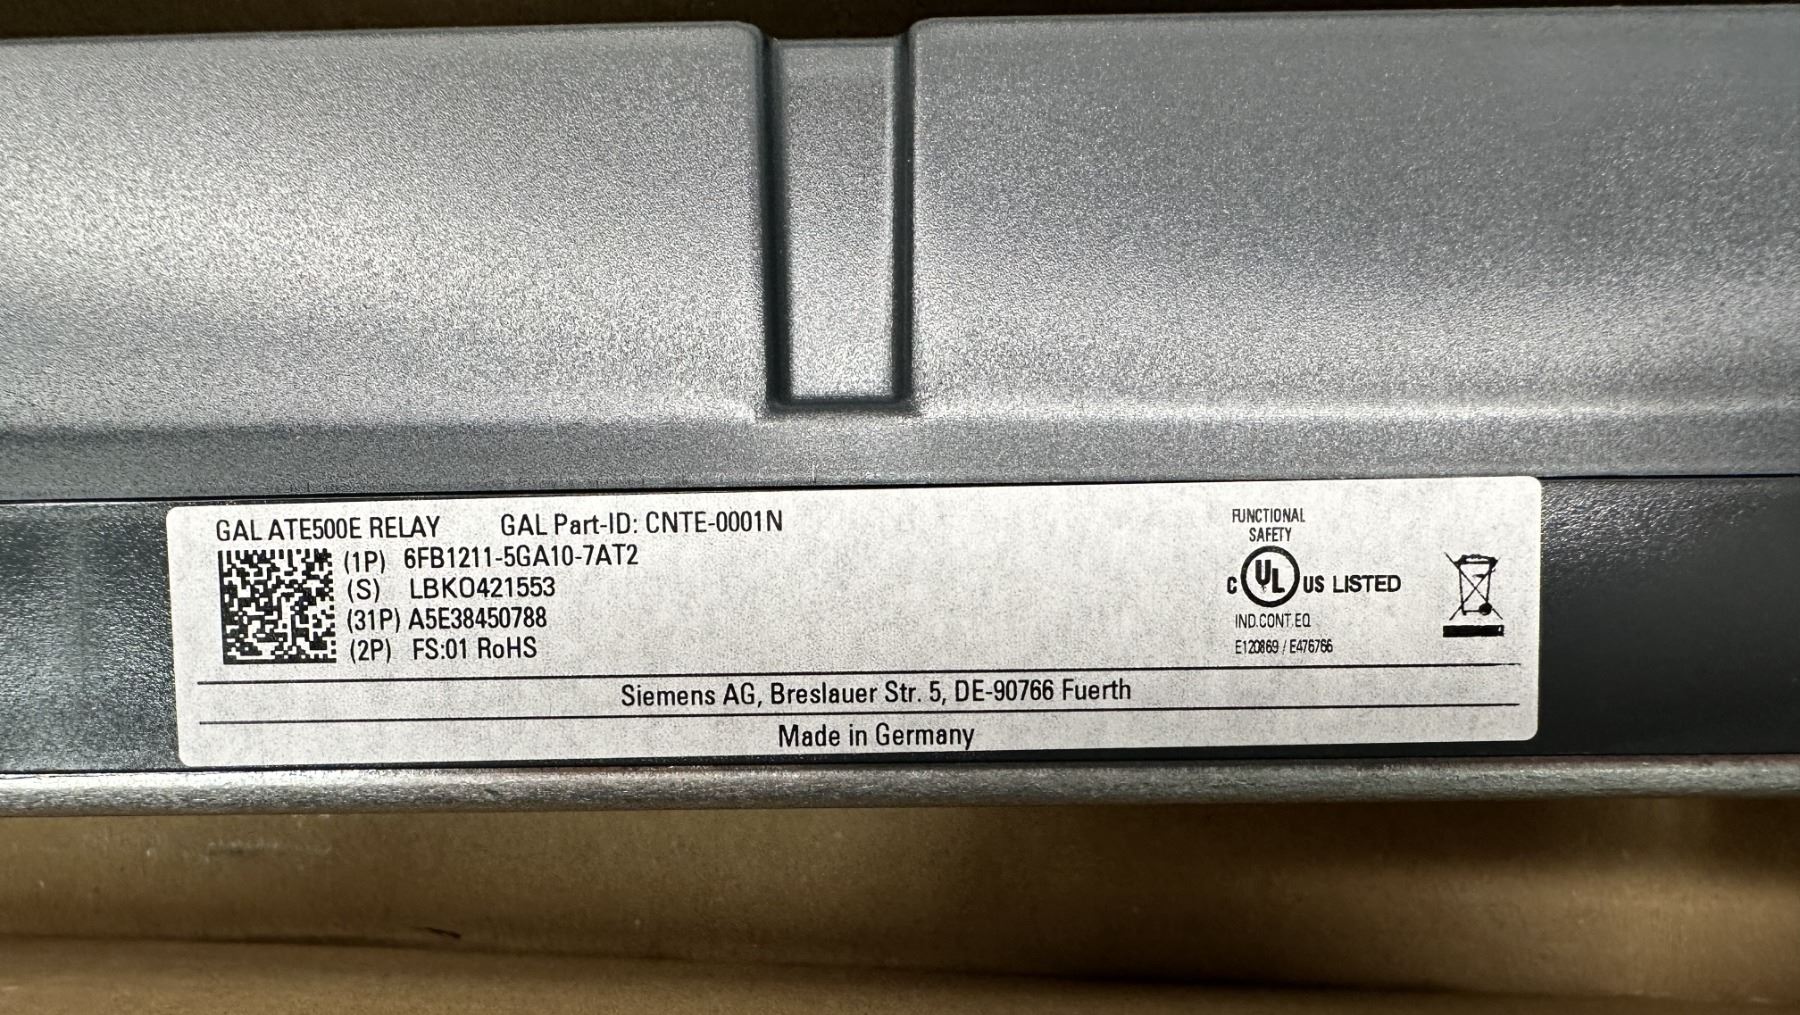 GAL ATE500E RELAY GAL Part-ID: CNTE-0001N
(1P) 6FB1211-5GA10-7AT2
(S) LBKO421553
(31P) A5E38450788
(2P) FS:01 RoHS
FUNCTIONAL
SAFETY
C UL US LISTED
IND.CONT.EQ
E120869 / E476766
Siemens AG, Breslauer Str. 5, DE-90766 Fuerth
Made in Germany